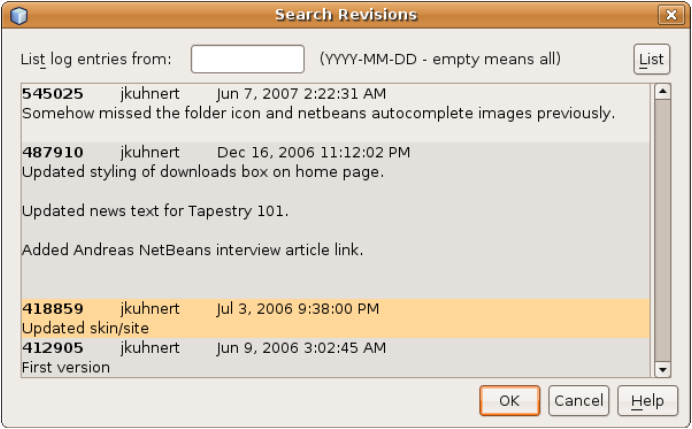 Search Revisions
List log entries from: (YYYY-MM-DD - empty means all) List
545025 jkuhnert Jun 7, 2007 2:22:31 AM
Somehow missed the folder icon and netbeans autocomplete images previously.
487910 jkuhnert Dec 16, 2006 11:12:02 PM
Updated styling of downloads box on home page.
Updated news text for Tapestry 101.
Added Andreas NetBeans interview article link.
418859 jkuhnert Jul 3, 2006 9:38:00 PM
Updated skin/site
412905 jkuhnert Jun 9, 2006 3:02:45 AM
First version
OK Cancel Help